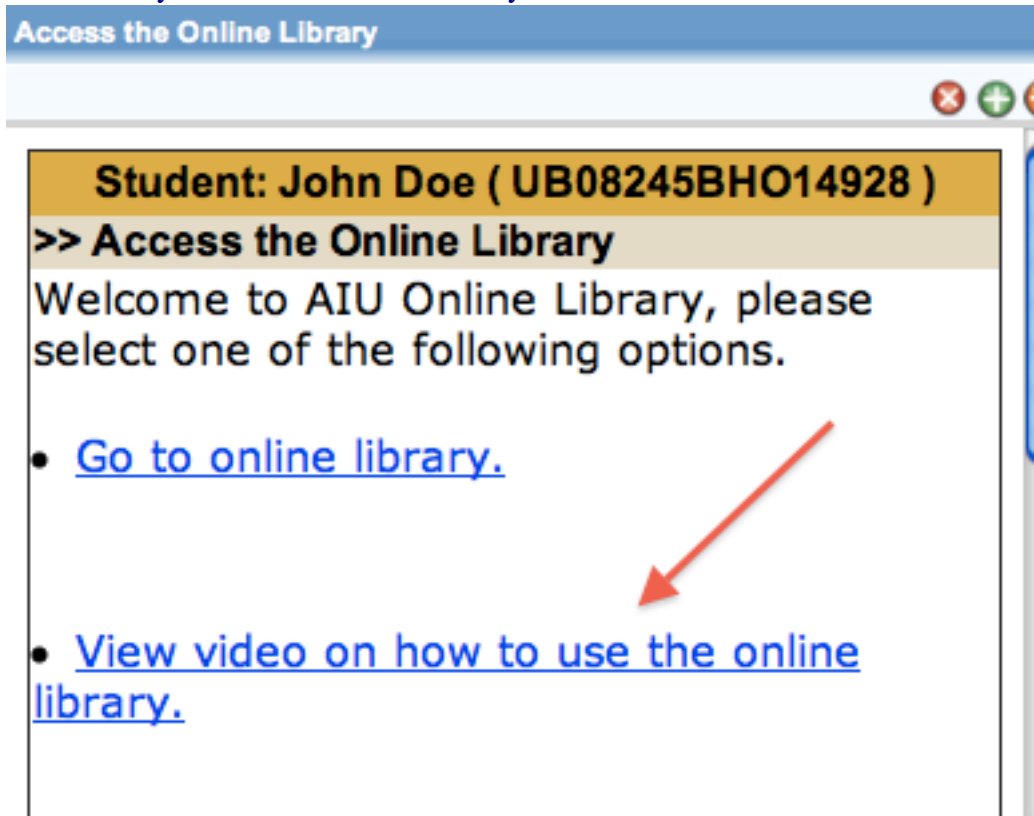 Access the Online Library
Student: John Doe ( UB08245BHO14928 )
>> Access the Online Library
Welcome to AIU Online Library, please
select one of the following options.
• Go to online library.
• View video on how to use the online
library.